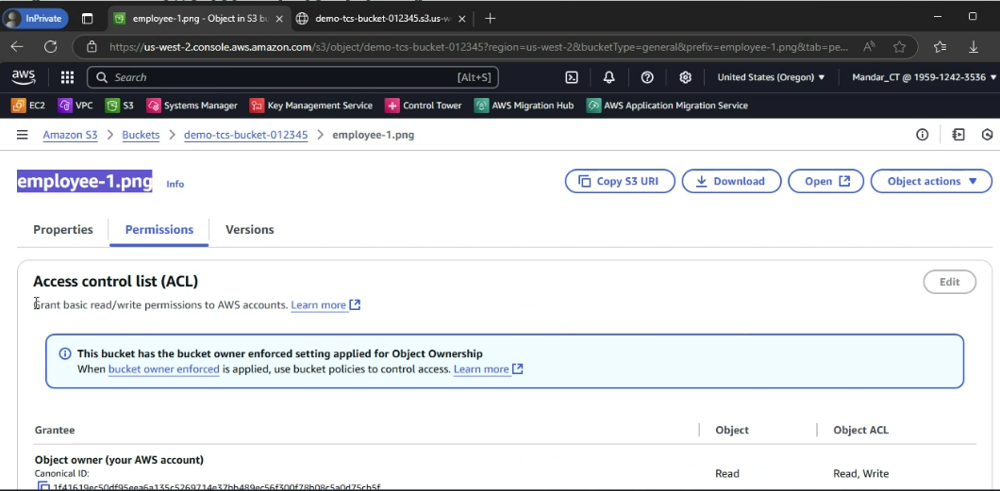 InPrivate employee-1.png - Object in S3 bu demo-tcs-bucket-012345.s3.us-w
https://us-west-2.console.aws.amazon.com/s3/object/demo-tcs-bucket-012345?region=us-west-2&bucketType=general&prefix=employee-1.png&tab=pe...
aws Search [Alt+S] United States (Oregon) Mandar_CT @ 1959-1242-3536
EC2 VPC S3 Systems Manager Key Management Service Control Tower AWS Migration Hub AWS Application Migration Service
Amazon S3 > Buckets > demo-tcs-bucket-012345 > employee-1.png
employee-1.png Info Copy S3 URI Download Open Object actions
Properties Permissions Versions
Access control list (ACL) Edit
Grant basic read/write permissions to AWS accounts. Learn more
This bucket has the bucket owner enforced setting applied for Object Ownership
When bucket owner enforced is applied, use bucket policies to control access. Learn more
Grantee Object Object ACL
Object owner (your AWS account)
Canonical ID: Read Read, Write